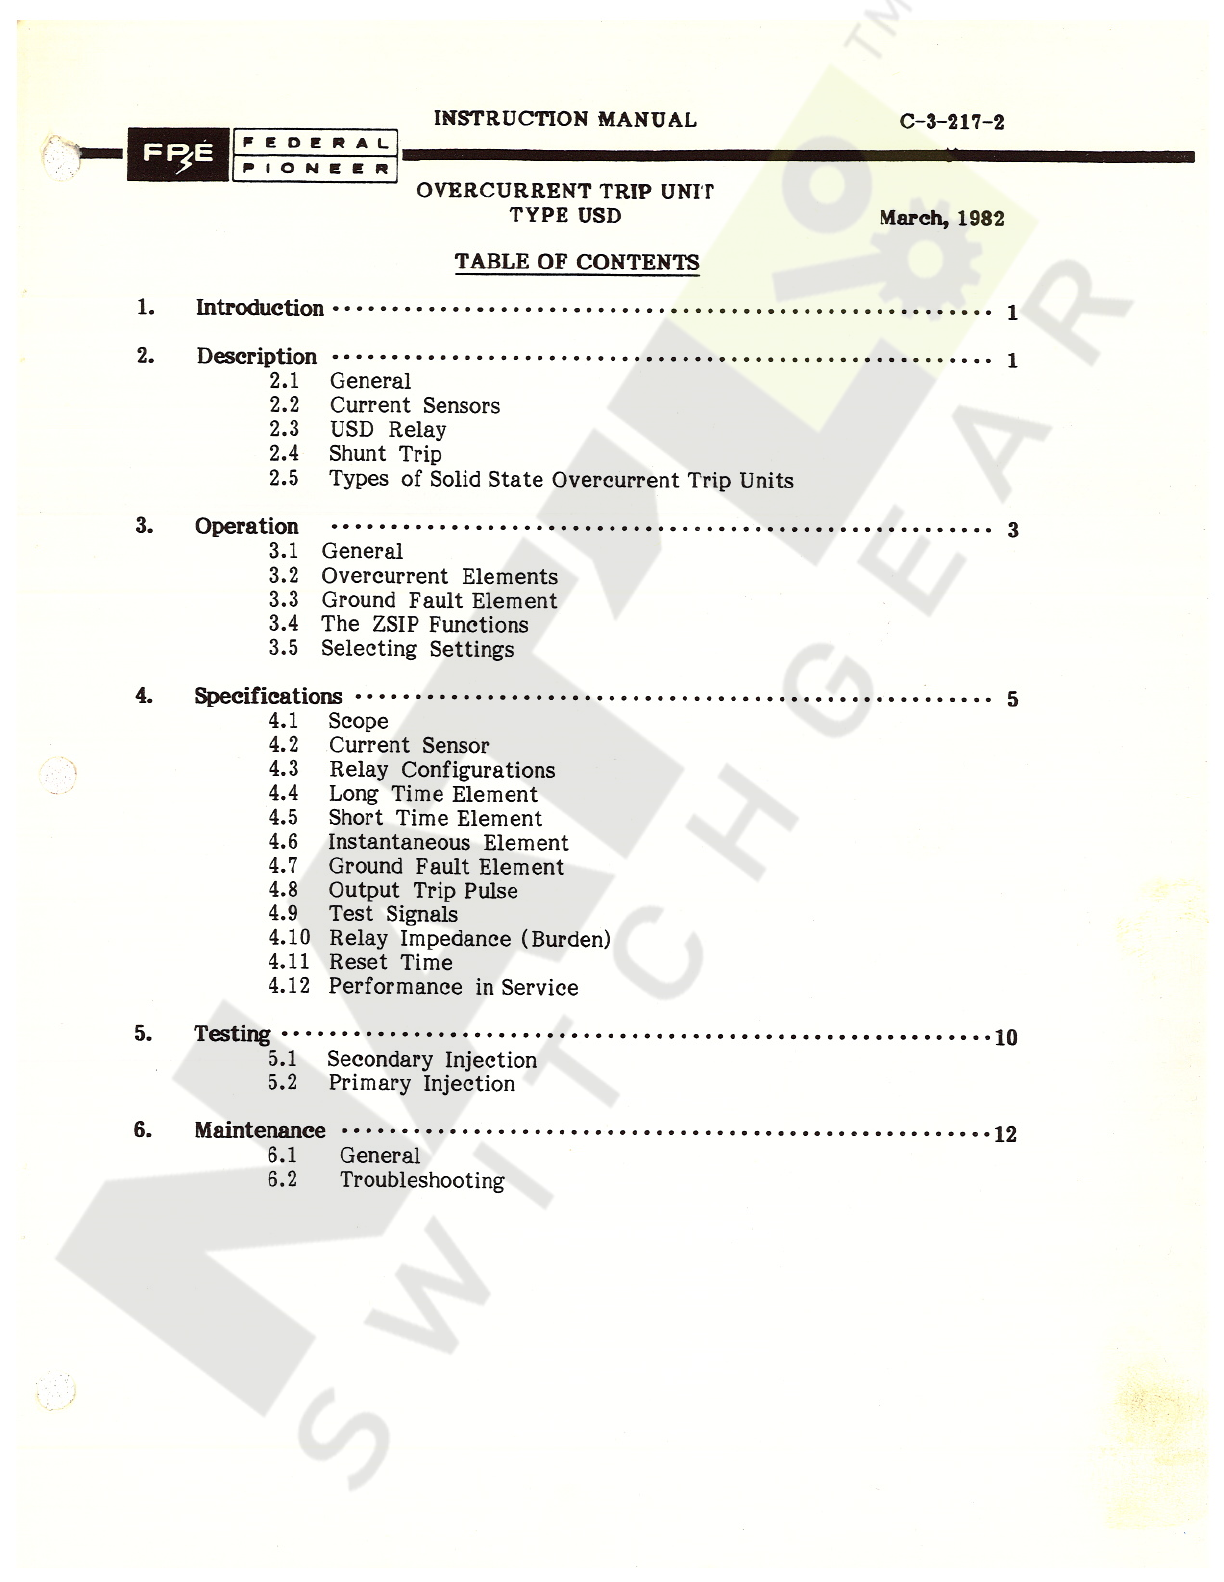 INSTRUCTION MANUAL C-3-217-2
FPE FEDERAL
PIONEER
OVERCURRENT TRIP UNIT
TYPE USD March, 1982
TABLE OF CONTENTS
1. Introduction ........................................................ 1
2. Description ........................................................ 1
2.1 General
2.2 Current Sensors
2.3 USD Relay
2.4 Shunt Trip
2.5 Types of Solid State Overcurrent Trip Units
3. Operation ........................................................ 3
3.1 General
3.2 Overcurrent Elements
3.3 Ground Fault Element
3.4 The ZSIP Functions
3.5 Selecting Settings
4. Specifications ...................................................... 5
4.1 Scope
4.2 Current Sensor
4.3 Relay Configurations
4.4 Long Time Element
4.5 Short Time Element
4.6 Instantaneous Element
4.7 Ground Fault Element
4.8 Output Trip Pulse
4.9 Test Signals
4.10 Relay Impedance (Burden)
4.11 Reset Time
4.12 Performance in Service
5. Testing ............................................................10
5.1 Secondary Injection
5.2 Primary Injection
6. Maintenance .......................................................12
6.1 General
6.2 Troubleshooting
NATYLO
SWITCHGEAR
TM